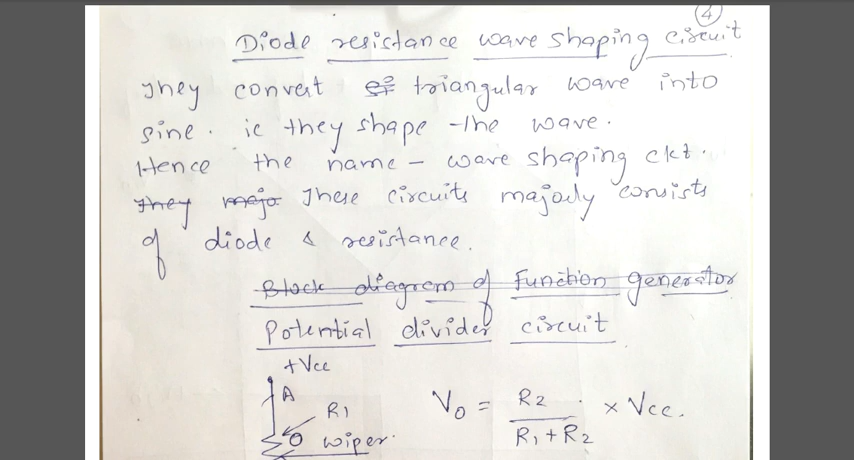 4
Diode resistance wave shaping circuit
They convert triangular wave into
sine. ie they shape the wave.
Hence the name - wave shaping ckt.
They majo These circuits majorly consists
of diode & resistance.
Block diagram of Function generator
Potential divider circuit
+Vcc
A
R1
wiper.
Vo = R2 / R1 + R2 × Vcc.